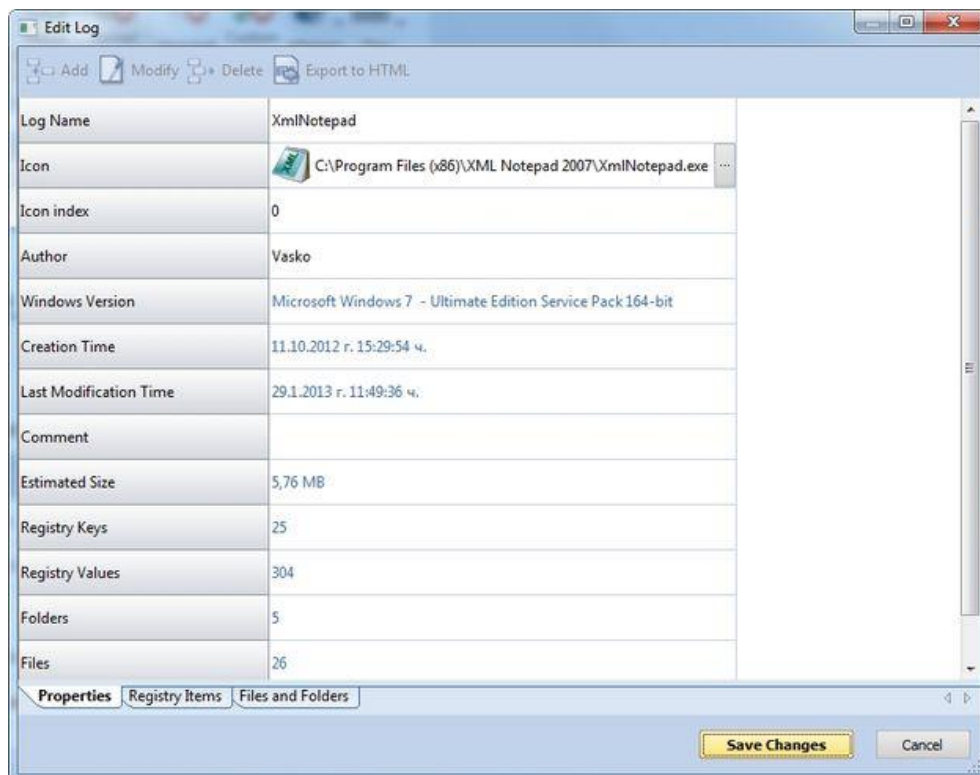 Edit Log
Add Modify Delete Export to HTML
Log Name XmlNotepad
Icon XML C:\Program Files (x86)\XML Notepad 2007\XmlNotepad.exe ...
Icon index 0
Author Vasko
Windows Version Microsoft Windows 7 - Ultimate Edition Service Pack 164-bit
Creation Time 11.10.2012 г. 15:29:54 ч.
Last Modification Time 29.1.2013 г. 11:49:36 ч.
Comment
Estimated Size 5,76 MB
Registry Keys 25
Registry Values 304
Folders 5
Files 26
Properties Registry Items Files and Folders
Save Changes Cancel